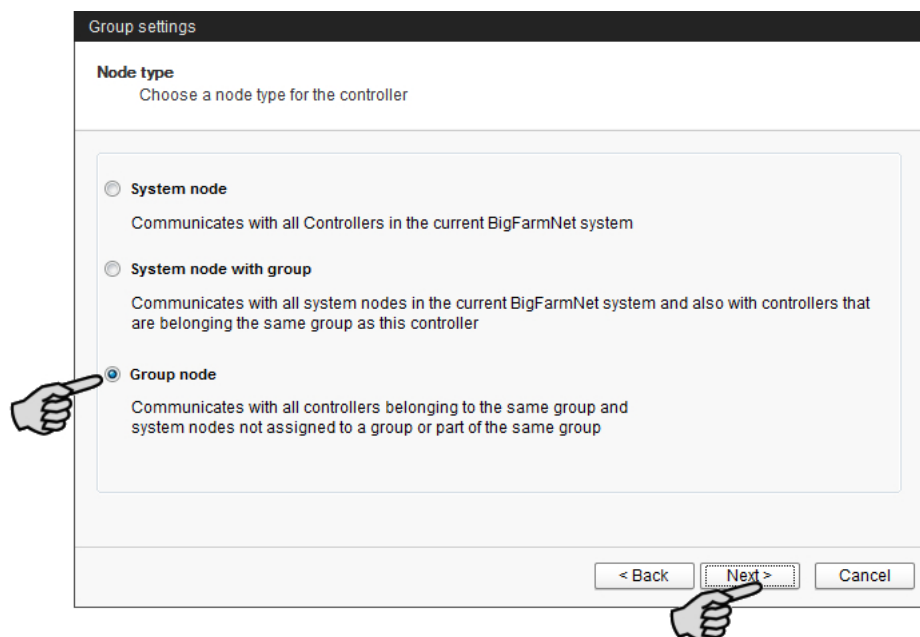 Group settings
Node type
Choose a node type for the controller
System node
Communicates with all Controllers in the current BigFarmNet system
System node with group
Communicates with all system nodes in the current BigFarmNet system and also with controllers that
are belonging the same group as this controller
Group node
Communicates with all controllers belonging to the same group and
system nodes not assigned to a group or part of the same group
< Back Next > Cancel